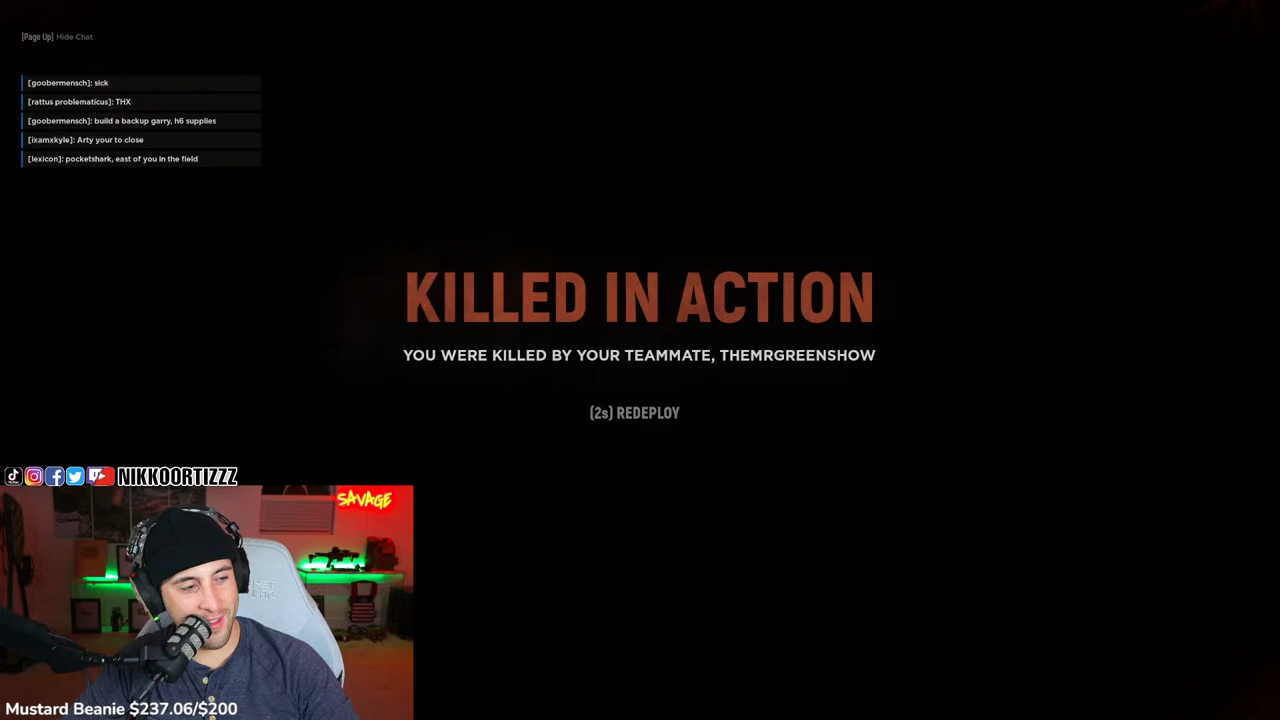 [Page Up] Hide Chat
[goobermensch]: sick
[rattus problematicus]: THX
[goobermensch]: build a backup garry, h6 supplies
[ixamxkyle]: Arty your to close
[lexicon]: pocketshark, east of you in the field
KILLED IN ACTION
YOU WERE KILLED BY YOUR TEAMMATE, THEMRGREENSHOW
(2s) REDEPLOY
NIKKOORTIZZZ
SAVAGE
Mustard Beanie $237.06/$200